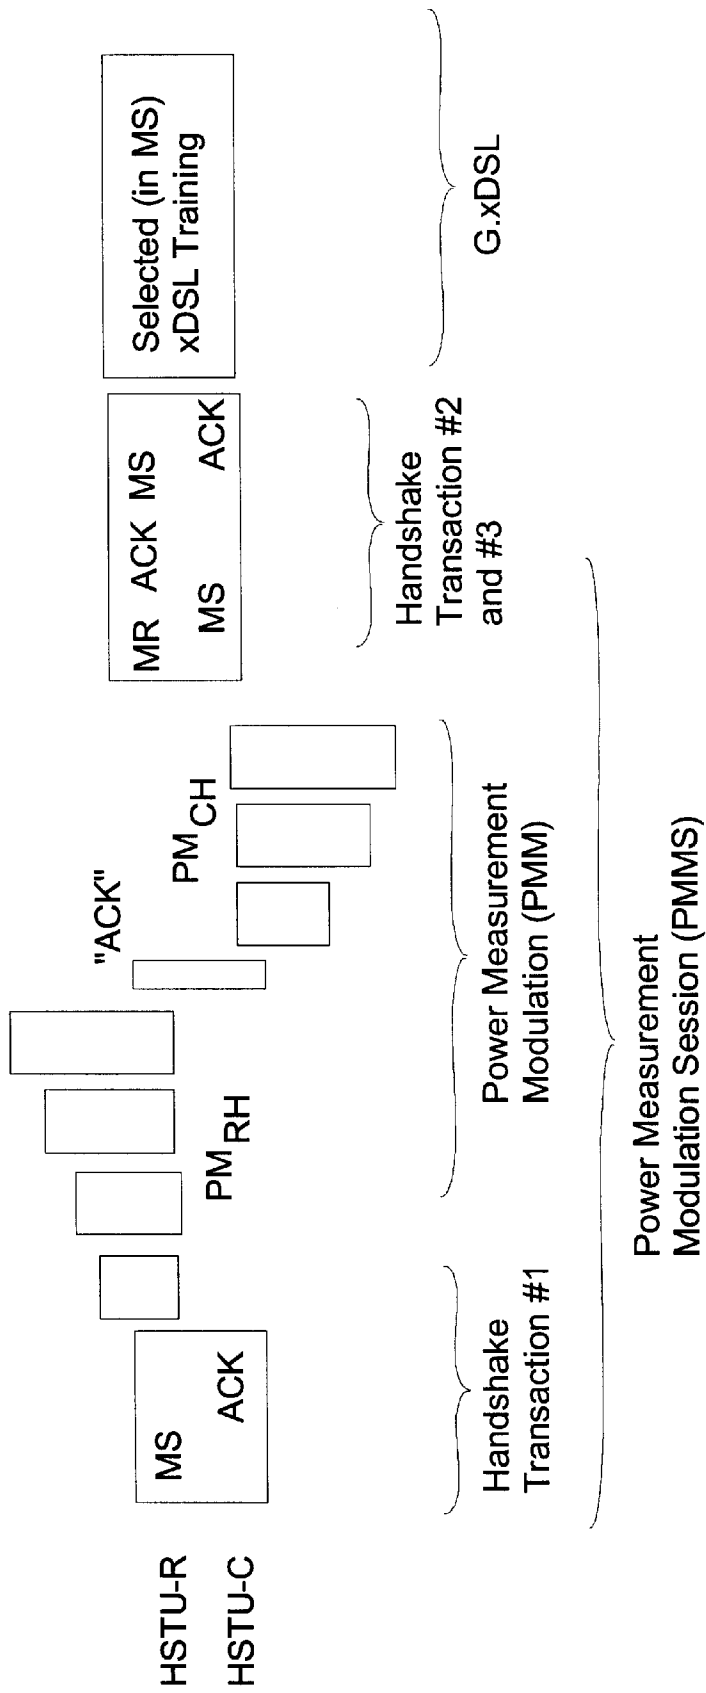 HSTU-R
HSTU-C
MS
ACK
PM RH
"ACK"
PM CH
MR ACK MS
MS ACK
Selected (in MS)
xDSL Training
Handshake
Transaction #1
Power Measurement
Modulation (PMM)
Handshake
Transaction #2
and #3
G.xDSL
Power Measurement
Modulation Session (PMMS)